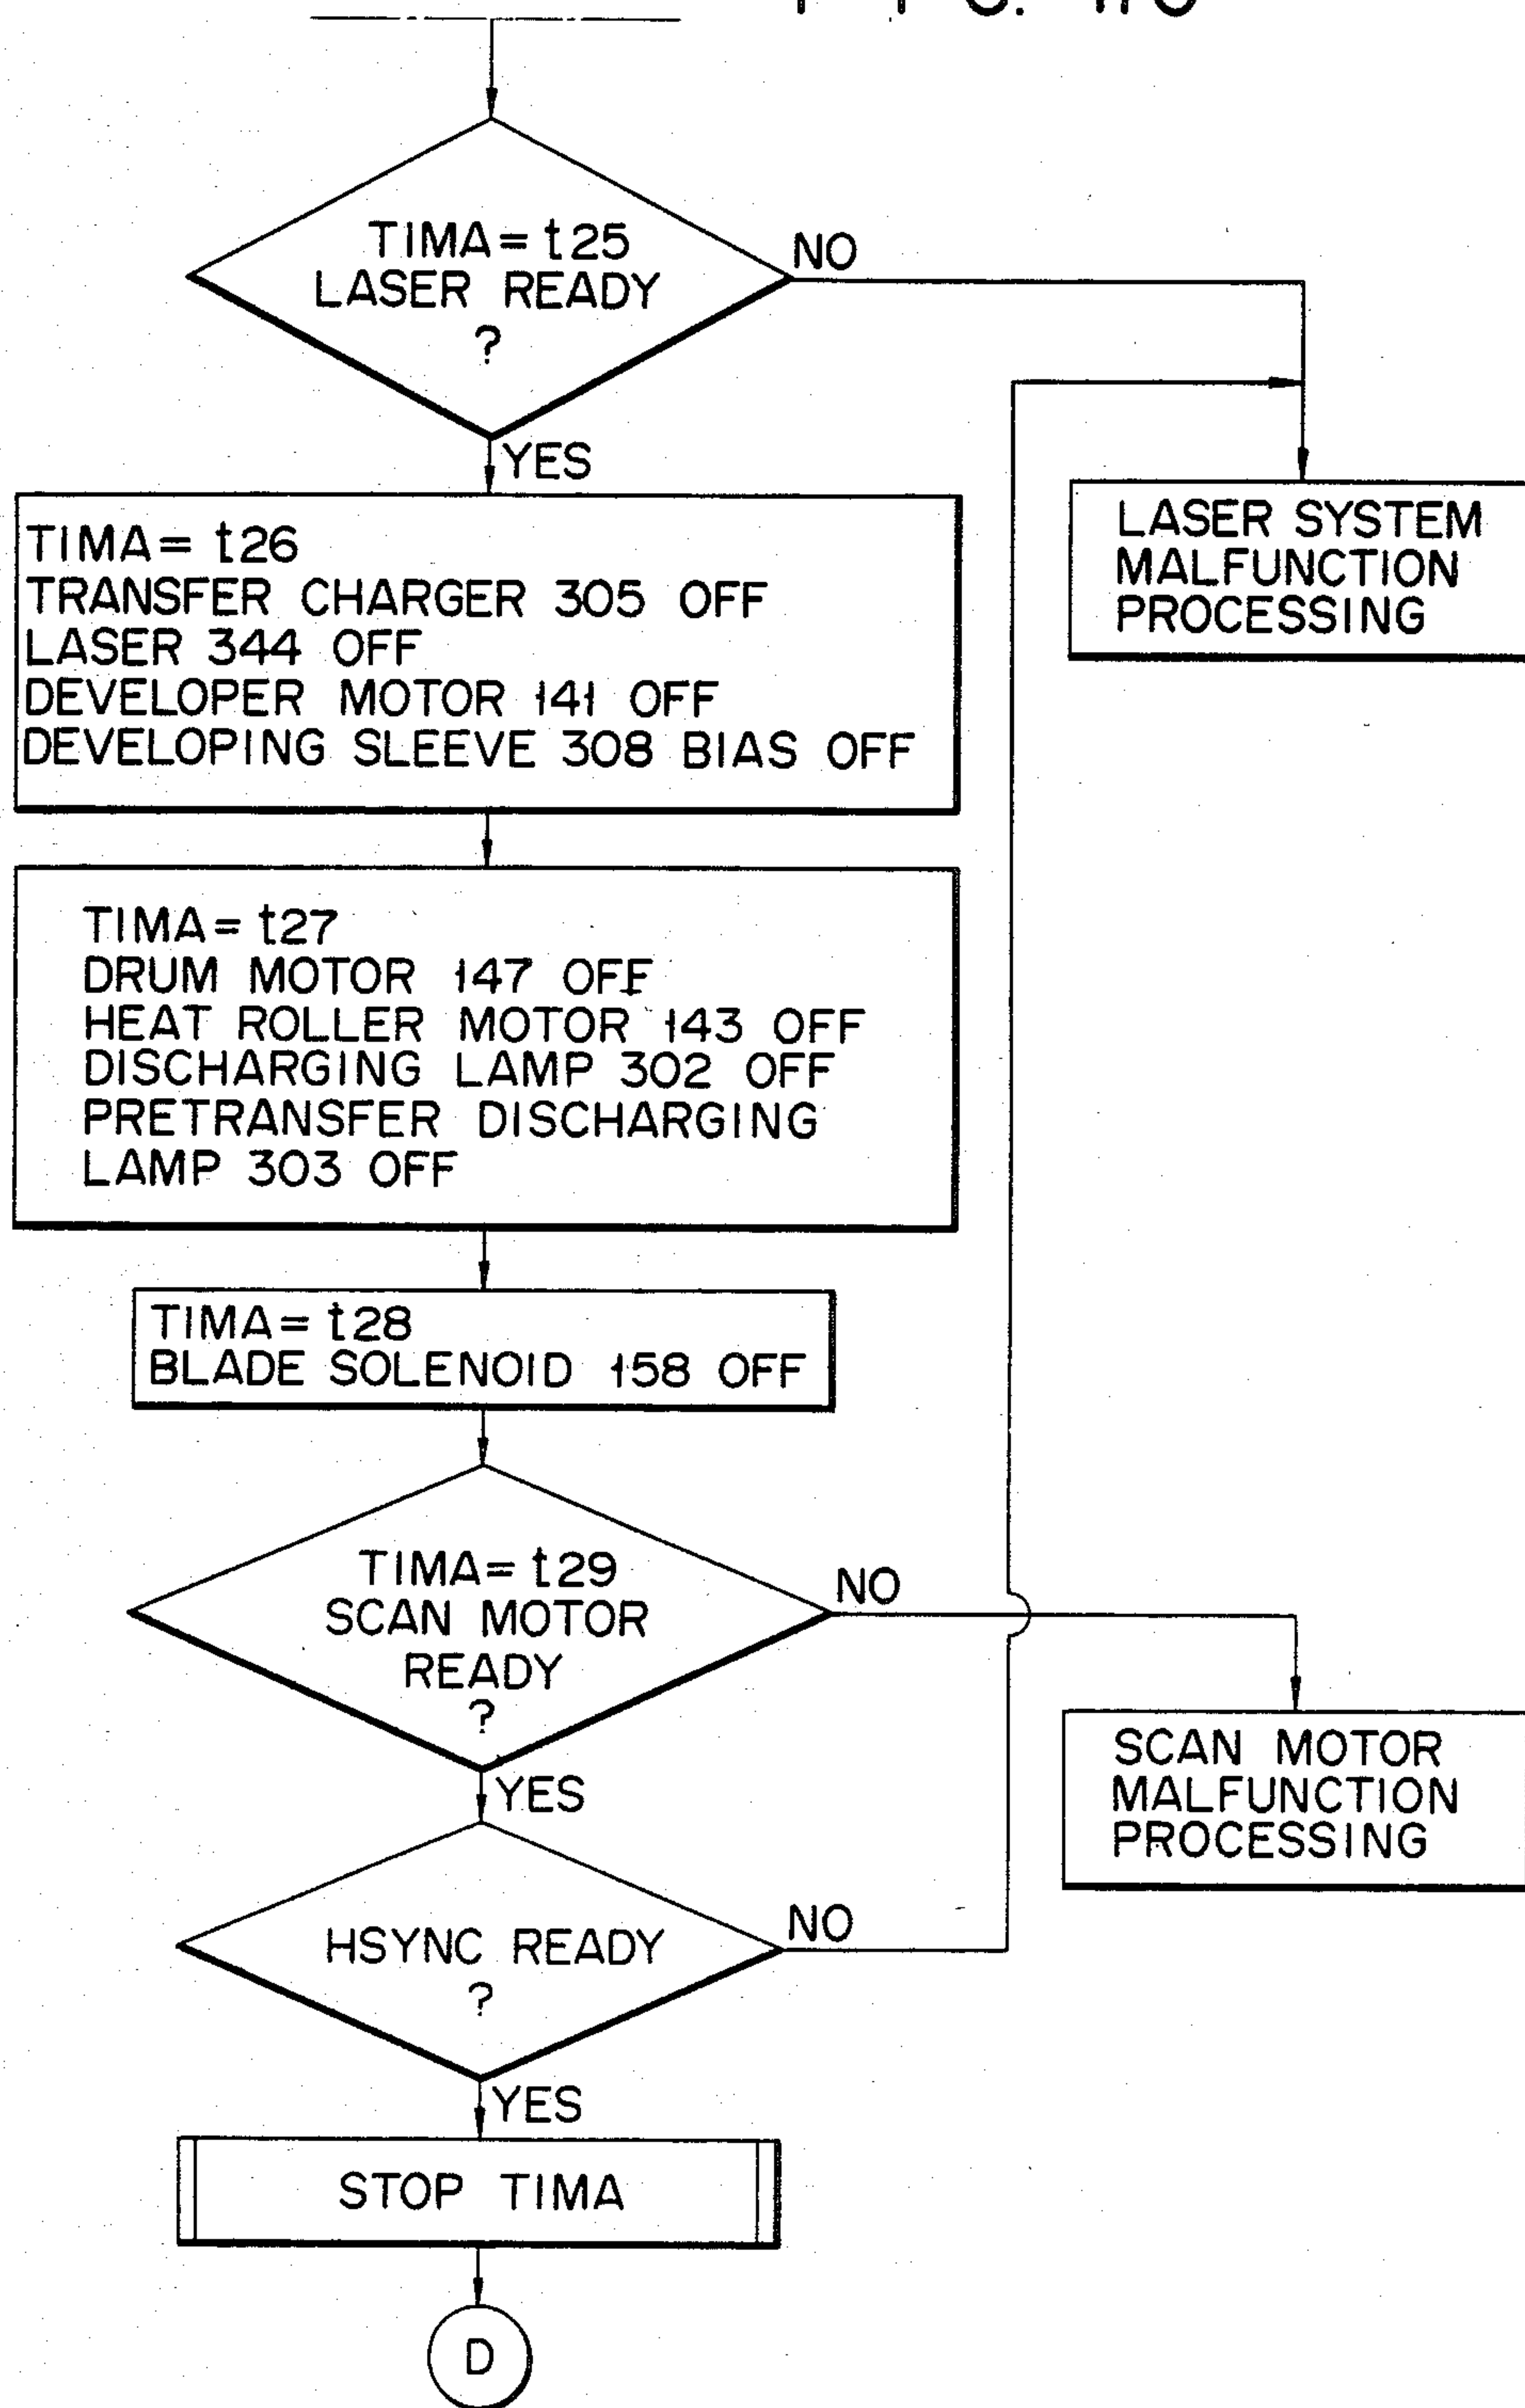 TIMA = t25
LASER READY
?
NO
YES
TIMA = t26
TRANSFER CHARGER 305 OFF
LASER 344 OFF
DEVELOPER MOTOR 141 OFF
DEVELOPING SLEEVE 308 BIAS OFF
LASER SYSTEM
MALFUNCTION
PROCESSING
TIMA = t27
DRUM MOTOR 147 OFF
HEAT ROLLER MOTOR 143 OFF
DISCHARGING LAMP 302 OFF
PRETRANSFER DISCHARGING
LAMP 303 OFF
TIMA = t28
BLADE SOLENOID 158 OFF
TIMA = t29
SCAN MOTOR
READY
?
NO
YES
SCAN MOTOR
MALFUNCTION
PROCESSING
HSYNC READY
?
NO
YES
STOP TIMA
D